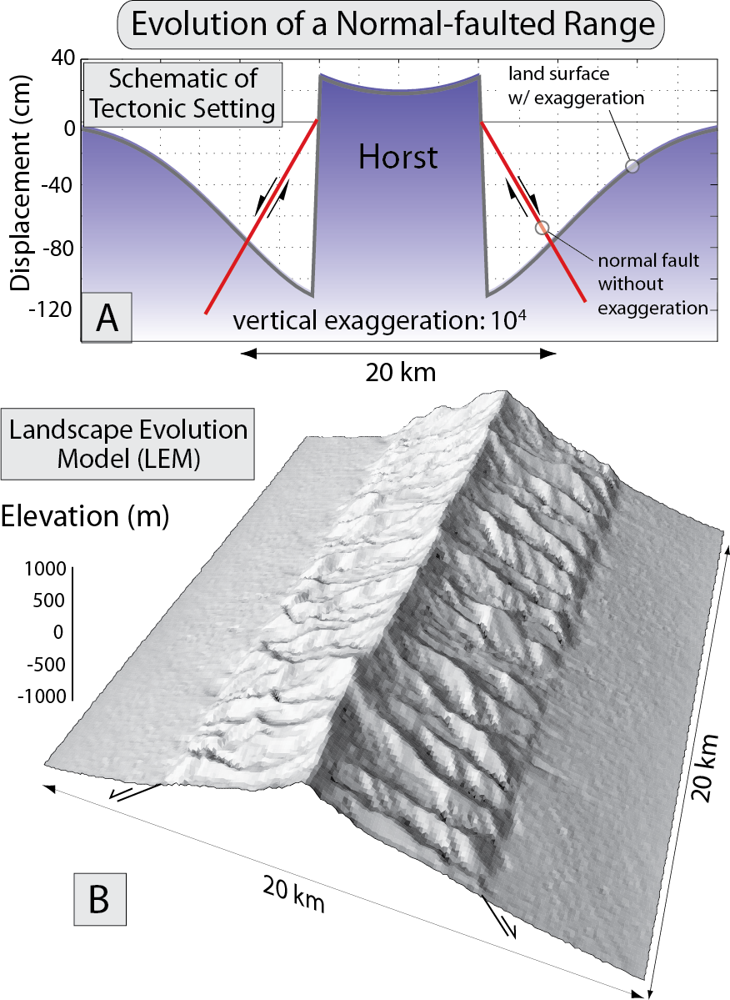 Evolution of a Normal-faulted Range
Schematic of
Tectonic Setting
land surface
w/ exaggeration
Displacement (cm)
40
0
-40
-80
-120
Horst
normal fault
without
exaggeration
A
vertical exaggeration: 10⁴
20 km
Landscape Evolution
Model (LEM)
Elevation (m)
1000
500
0
-500
-1000
20 km
20 km
B